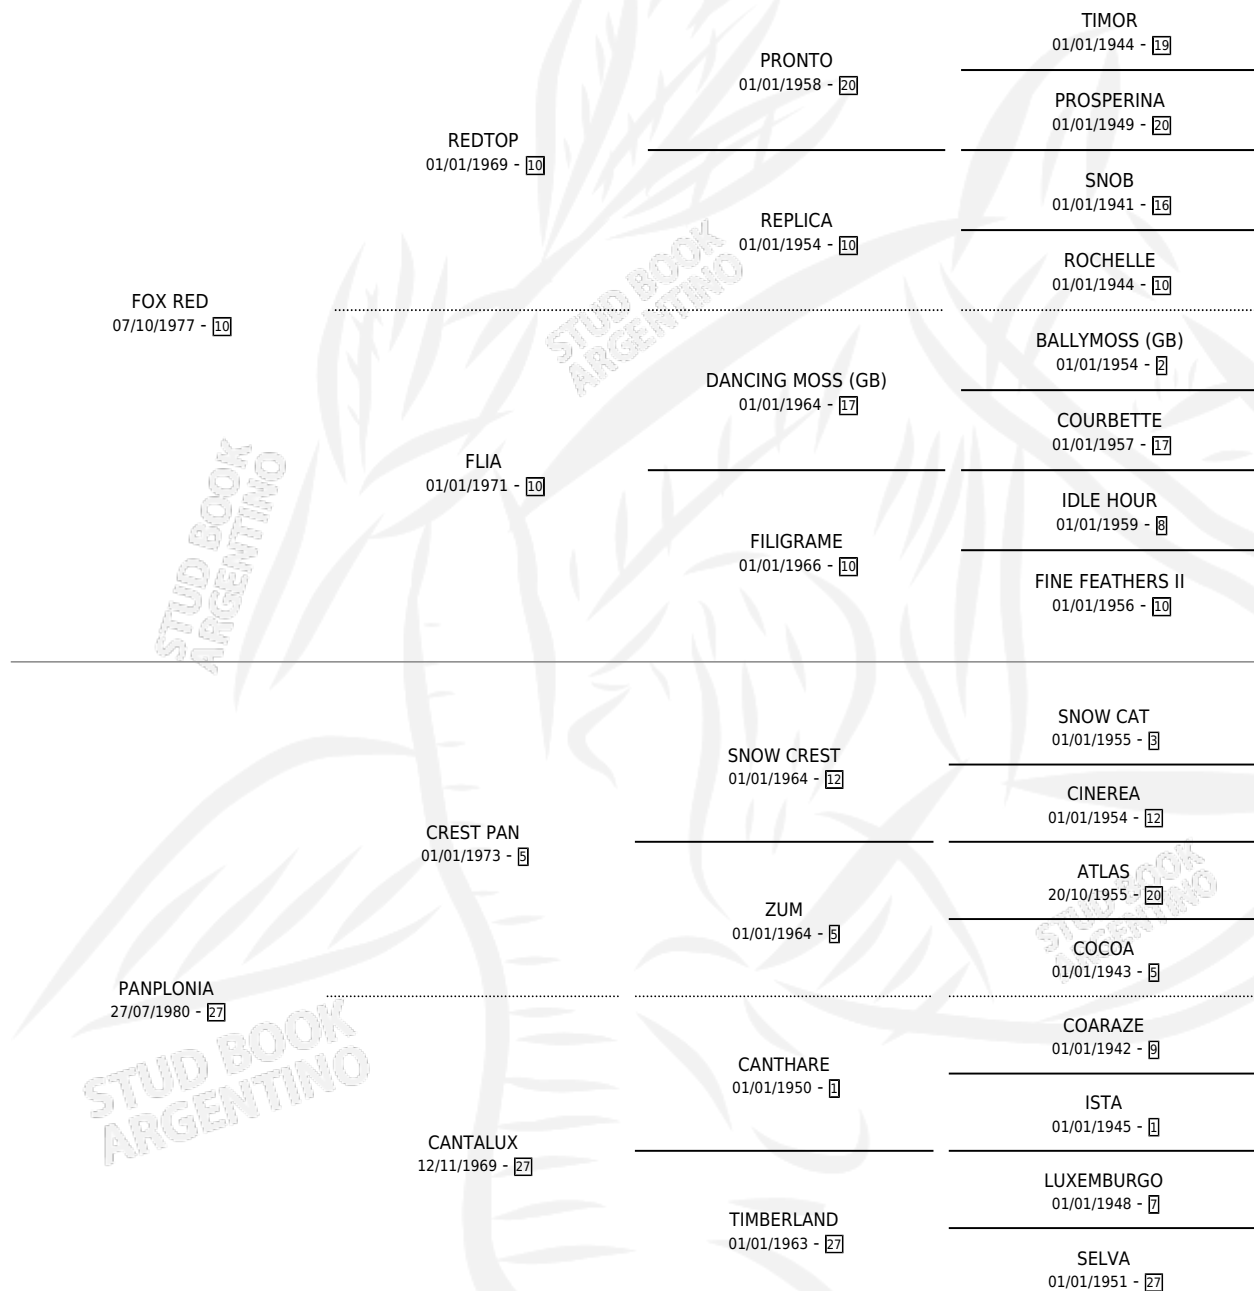 TIMOR
01/01/1944 - 19
PRONTO
01/01/1958 - 20
PROSPERINA
01/01/1949 - 20
REDTOP
01/01/1969 - 10
SNOB
01/01/1941 - 16
REPLICA
01/01/1954 - 10
ROCHELLE
01/01/1944 - 10
FOX RED
07/10/1977 - 10
STUD BOOK
ARGENTINO
BALLYMOSS (GB)
01/01/1954 - 2
DANCING MOSS (GB)
01/01/1964 - 17
COURBETTE
01/01/1957 - 17
FLIA
01/01/1971 - 10
IDLE HOUR
01/01/1959 - 8
FILIGRAME
01/01/1966 - 10
FINE FEATHERS II
01/01/1956 - 10
STUD BOOK
ARGENTINO
SNOW CAT
01/01/1955 - 3
SNOW CREST
01/01/1964 - 12
CINEREA
01/01/1954 - 12
CREST PAN
01/01/1973 - 5
ATLAS
20/10/1955 - 20
ZUM
01/01/1964 - 5
COCOA
01/01/1943 - 5
STUD BOOK
ARGENTINO
PANPLONIA
27/07/1980 - 27
COARAZE
01/01/1942 - 9
CANTHARE
01/01/1950 - 1
ISTA
01/01/1945 - 1
STUD BOOK
ARGENTINO
CANTALUX
12/11/1969 - 27
LUXEMBURGO
01/01/1948 - 7
TIMBERLAND
01/01/1963 - 27
SELVA
01/01/1951 - 27